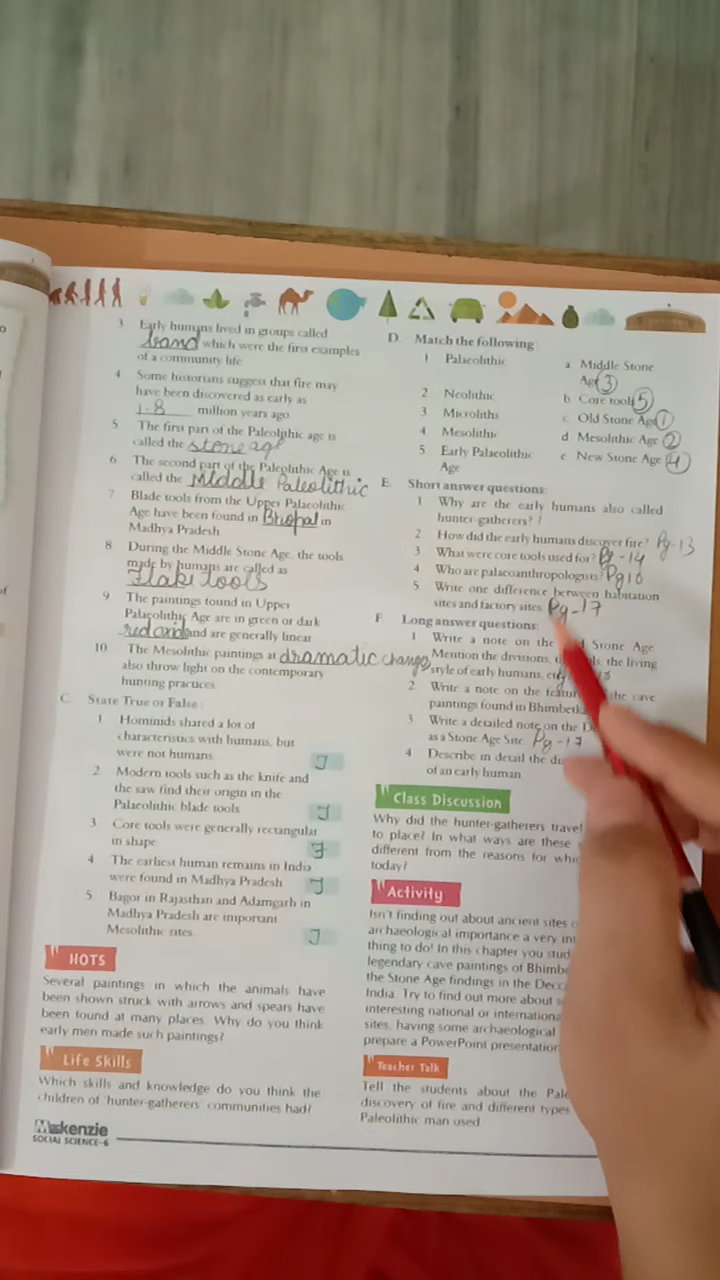 3 Early humans lived in groups called
band which were the first examples
of a community life
4 Some historians suggest that fire may
have been discovered as early as
1.8 million years ago
5 The first part of the Paleolithic age is
called the stone age
6 The second part of the Paleolithic Age is
called the Middle Paleolithic
7 Blade tools from the Upper Palaeolithic
Age have been found in Bhopal in
Madhya Pradesh
8 During the Middle Stone Age, the tools
made by humans are called as
Flake tools
9 The paintings found in Upper
Palaeolithic Age are in green or dark
red oxide and are generally linear
10 The Mesolithic paintings at dramatic change
also throw light on the contemporary
hunting practices
C. State True or False:
1 Hominids shared a lot of
characteristics with humans, but
were not humans T
2 Modern tools such as the knife and
the saw find their origin in the
Palaeolithic blade tools T
3 Core tools were generally rectangular
in shape
4 The earliest human remains in India
were found in Madhya Pradesh T
5 Bagor in Rajasthan and Adamgarh in
Madhya Pradesh are important
Mesolithic sites T
HOTS
Several paintings in which the animals have
been shown struck with arrows and spears have
been found at many places. Why do you think
early men made such paintings?
Life Skills
Which skills and knowledge do you think the
children of 'hunter-gatherers' communities had?
Maskenzie
SOCIAL SCIENCE-6
D. Match the following:
1 Palaeolithic a Middle Stone
Age 3
2 Neolithic b Core tools 5
3 Microliths c Old Stone Age 1
4 Mesolithic d Mesolithic Age 2
5 Early Palaeolithic e New Stone Age 4
Age
E Short answer questions:
1 Why are the early humans also called
hunter-gatherers?
2 How did the early humans discover fire? Pg-13
3 What were core tools used for? Pg-14
4 Who are palaeoanthropologists? Pg 16
5 Write one difference between habitation
sites and factory sites Pg-17
F Long answer questions:
1 Write a note on the Stone Age
Mention the divisions, the living
style of early humans,
2 Write a note on the the cave
paintings found in
3 Write a detailed note on the
as a Stone Age Site Pg-17
4 Describe in detail the
of an early human
Class Discussion
Why did the hunter-gatherers travel
to place? In what ways are these
different from the reasons for
today?
Activity
Isn't finding out about ancient sites
archaeological importance a very
thing to do! In this chapter you
legendary cave paintings of
the Stone Age findings in the
India. Try to find out more about
interesting national or
sites, having some archaeological
prepare a PowerPoint presentation
Teacher Talk
Tell the students about the
discovery of fire and different types
Paleolithic man used